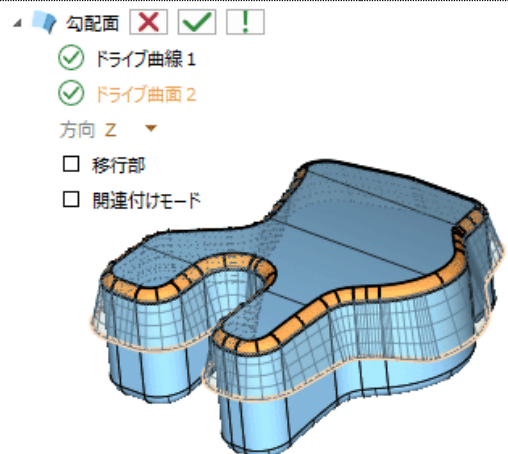 勾配面
ドライブ曲線 1
ドライブ曲面 2
方向 Z
移行部
関連付けモード